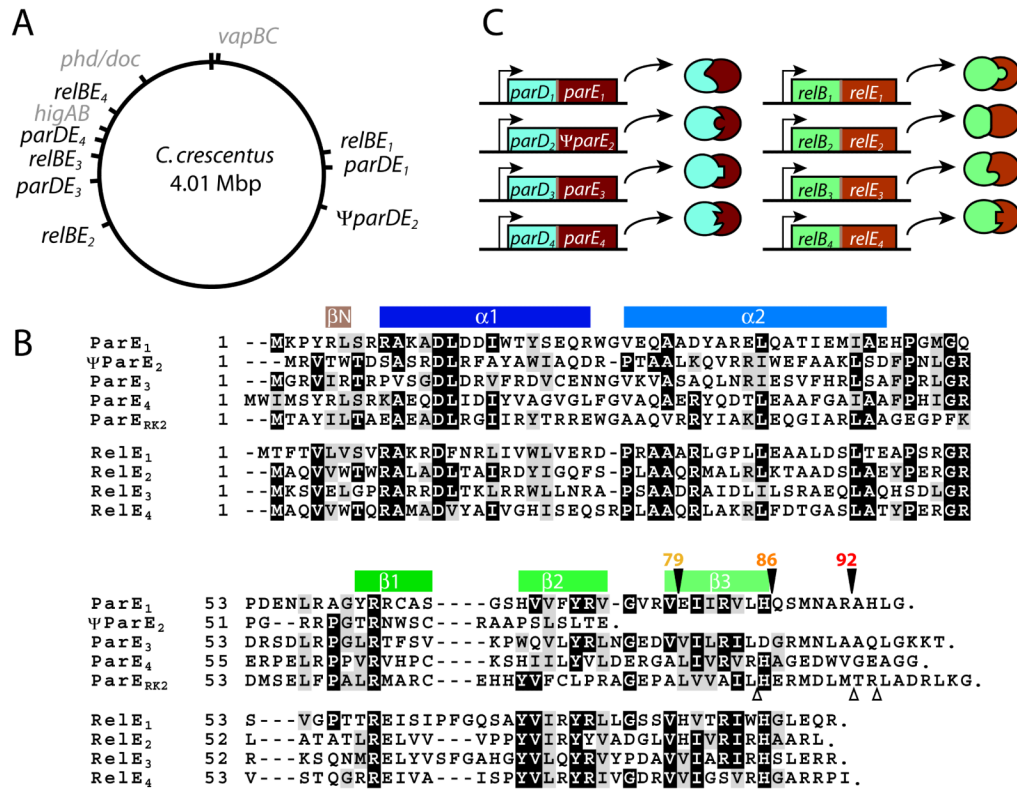 A
vapBC
phd/doc
relBE4
higAB
parDE4
relBE3
parDE3
relBE2
C. crescentus
4.01 Mbp
relBE1
parDE1
ΨparDE2
C
parD1 parE1 relB1 relE1
parD2 ΨparE2 relB2 relE2
parD3 parE3 relB3 relE3
parD4 parE4 relB4 relE4
B
βN α1 α2
ParE1 1 --MKPYRLSRRAKADLDDIWTYSEQRWGVEQAADYARELQATIEMIAEHPGMGQ
ΨParE2 1 ---MRVTWTDSASRDLRFAYAYIAQDR-PTAALKQVRRIWEFAAKLSDFPNLGR
ParE3 1 --MGRVIRTRPVSGDLDRVFRDVCENNGVKVASAQLNRIESVFHRLSAFPRLGR
ParE4 1 MWIMSYRLSRKAEQDLIDIYVAGVGLFGVAQAERYQDTLEAAFGAIAAFPHIGR
ParERK2 1 --MTAYILTAEAEADLRGIIRYTRREWGAAQVRRYIAKLEQGIARLAAGEGPFK
RelE1 1 -MTFTVLVSVRAKRDFNRLIVWLVERD-PRAAARLGPLLEAALDSLTEAPSRGR
RelE2 1 --MAQVVWTWRALADLTAIRDYIGQFS-PLAAQRMALRLKTAADSLAEYPERGR
RelE3 1 --MKSVELGPRARRDLTKLRRWLLNRA-PSAADRAIDLILSRAEQLAQHSDLGR
RelE4 1 --MAQVVWTQRAMADVYAIVGHISEQSRPLAAQRLAKRLFDTGASLATYPERGR
79 86 92
β1 β2 β3
ParE1 53 PDENLRAGYRRCAS----GSHVVFYRV-GVRVEIIRVLHQSMNARAHLG.
ΨParE2 51 PG--RRPGTRNWSC----RAAPSLSLTE.
ParE3 53 DRSDLRPGLRTFSV----KPWQVLYRLNGEDVVILRILDGRMNLAAQLGKKT.
ParE4 55 ERPELRPPVRVHPC----KSHIILYVLDERGALIVRVRHAGEDWVGEAGG.
ParERK2 53 DMSELFPALRMARC----EHHYVFCLPRAGEPALVVAILHERMDLMTRLADRLKG.
RelE1 53 S---VGPTTREISIPFGQSAYVIRYRLLGSSVHVTRIWHGLEQR.
RelE2 52 L--ATATLRELVV--VPPYVIRYYVADGLVHIVRIRHAARL.
RelE3 52 R--KSQNMRELYVSFGAHGYVLQYRVYPDAVVIARIRHSLERR.
RelE4 53 V---STQGRREIVA--ISPYVLRYRIVGDRVVIGSVRHGARRPI.